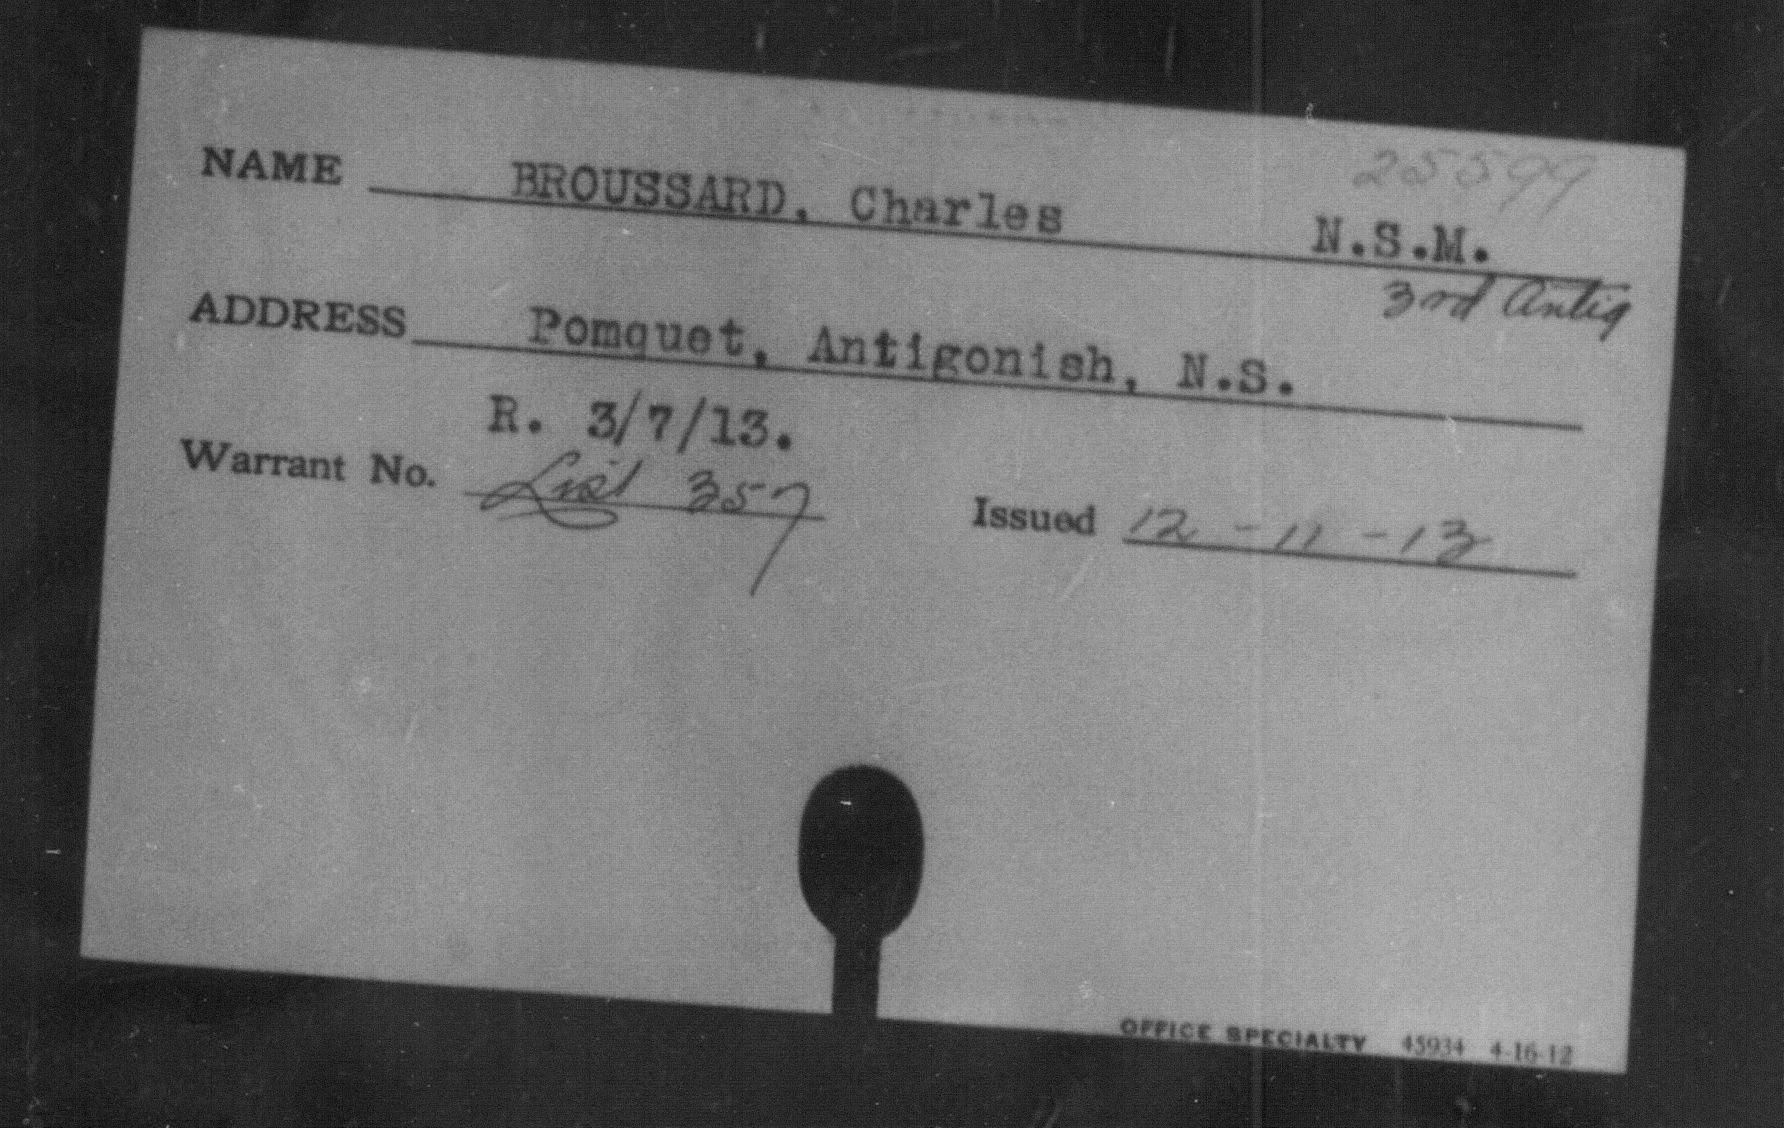 25599
NAME BROUSSARD, Charles N.S.M.
3rd Antig
ADDRESS Pomquet, Antigonish, N.S.
R. 3/7/13.
Warrant No. List 357 Issued 12-11-13
OFFICE SPECIALTY 45934 4-16-12